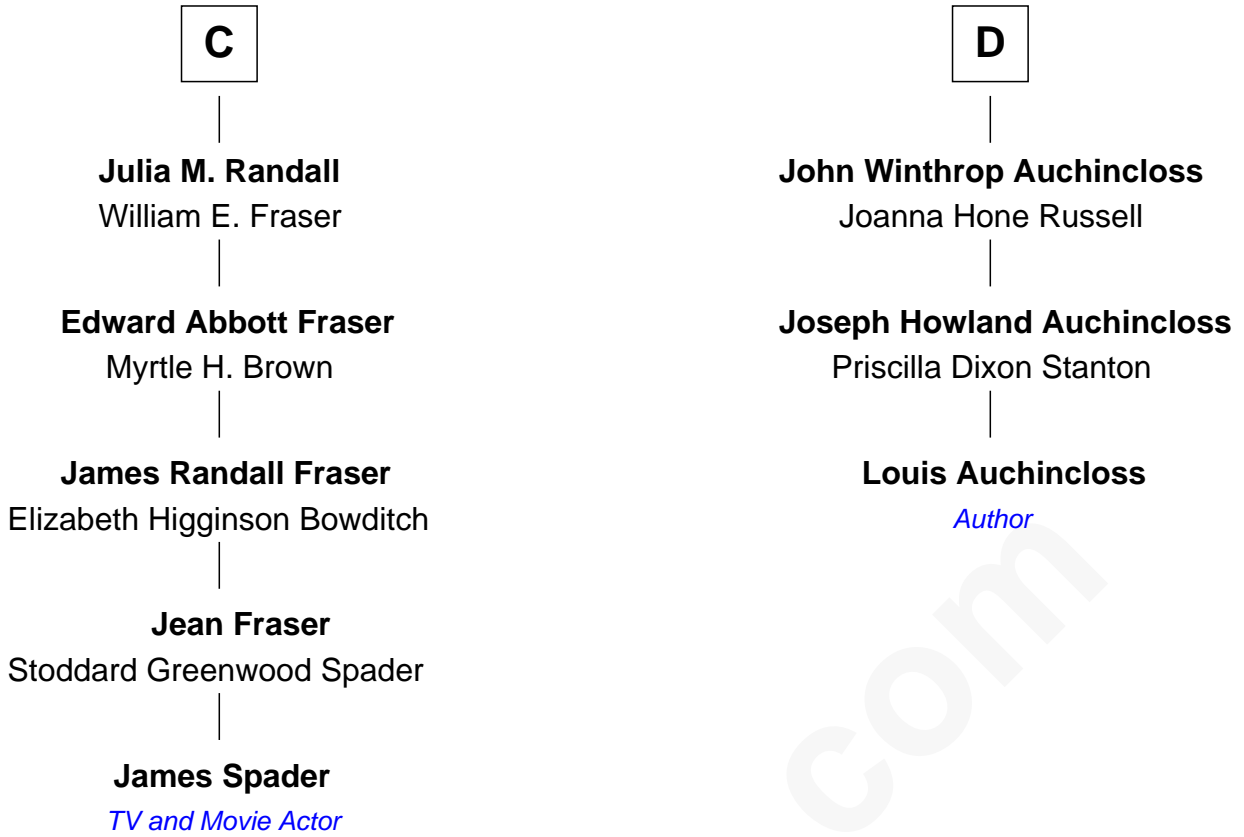 C
Julia M. Randall
William E. Fraser
Edward Abbott Fraser
Myrtle H. Brown
James Randall Fraser
Elizabeth Higginson Bowditch
Jean Fraser
Stoddard Greenwood Spader
James Spader
TV and Movie Actor
D
John Winthrop Auchincloss
Joanna Hone Russell
Joseph Howland Auchincloss
Priscilla Dixon Stanton
Louis Auchincloss
Author
com